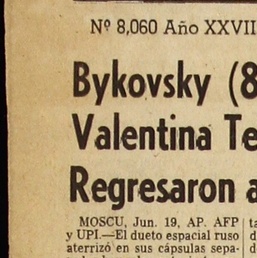 Nº 8,060 Año XXVII
Bykovsky (8
Valentina Te
Regresaron a
MOSCU, Jun. 19, AP. AFP
y UPI.—El dueto espacial ruso
aterrizó en sus cápsulas sepa-